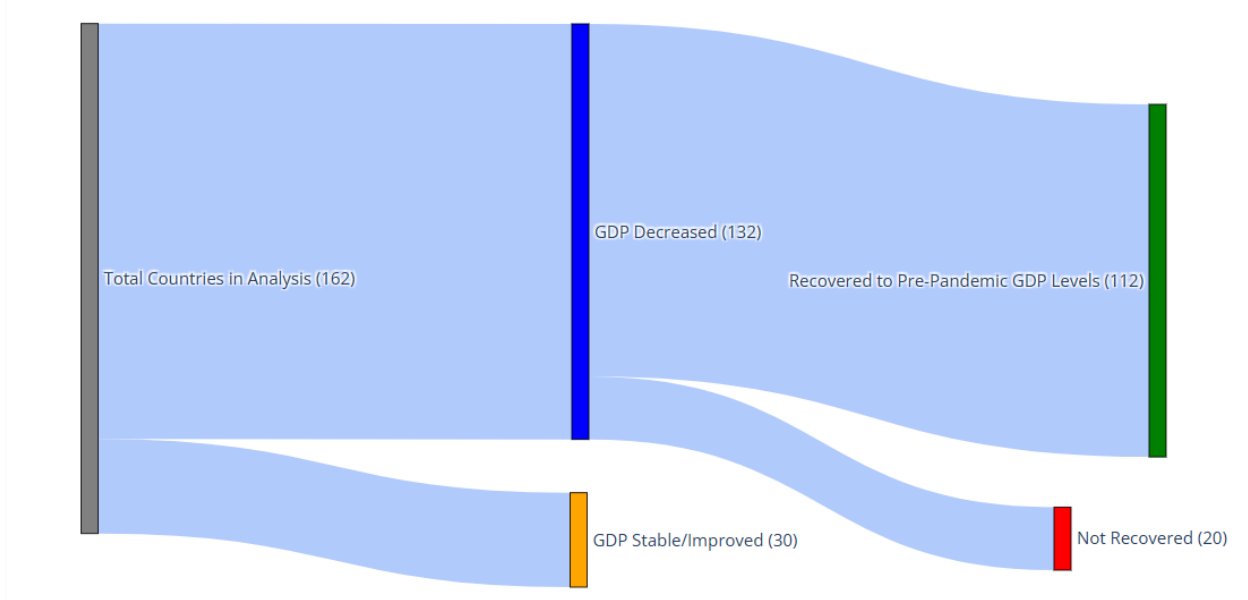 GDP Decreased (132)
Total Countries in Analysis (162)
Recovered to Pre-Pandemic GDP Levels (112)
GDP Stable/Improved (30)
Not Recovered (20)